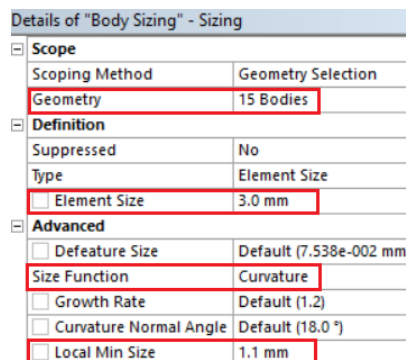 Details of "Body Sizing" - Sizing
Scope
Scoping Method Geometry Selection
Geometry 15 Bodies
Definition
Suppressed No
Type Element Size
Element Size 3.0 mm
Advanced
Defeature Size Default (7.538e-002 mm
Size Function Curvature
Growth Rate Default (1.2)
Curvature Normal Angle Default (18.0 °)
Local Min Size 1.1 mm